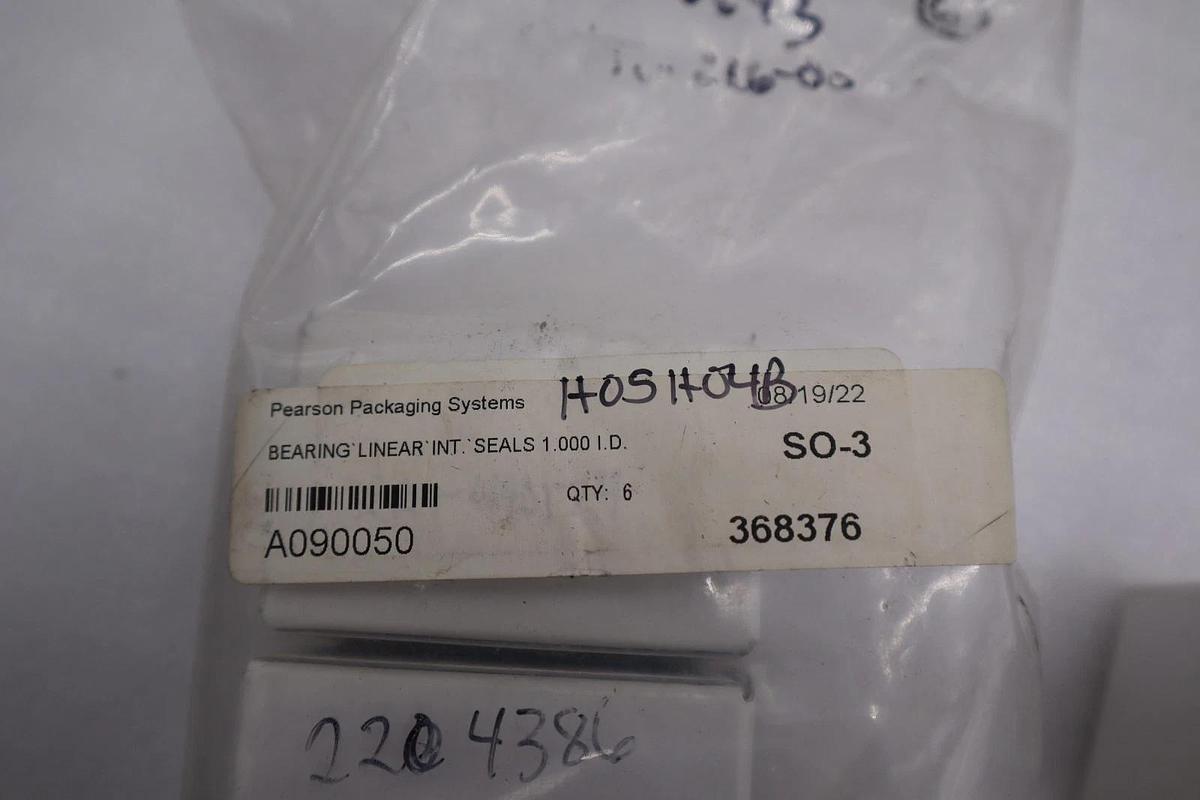 Pearson Packaging Systems H05H04B 08/19/22
BEARING`LINEAR`INT.`SEALS 1.000 I.D. SO-3
QTY: 6
A090050 368376
2204386